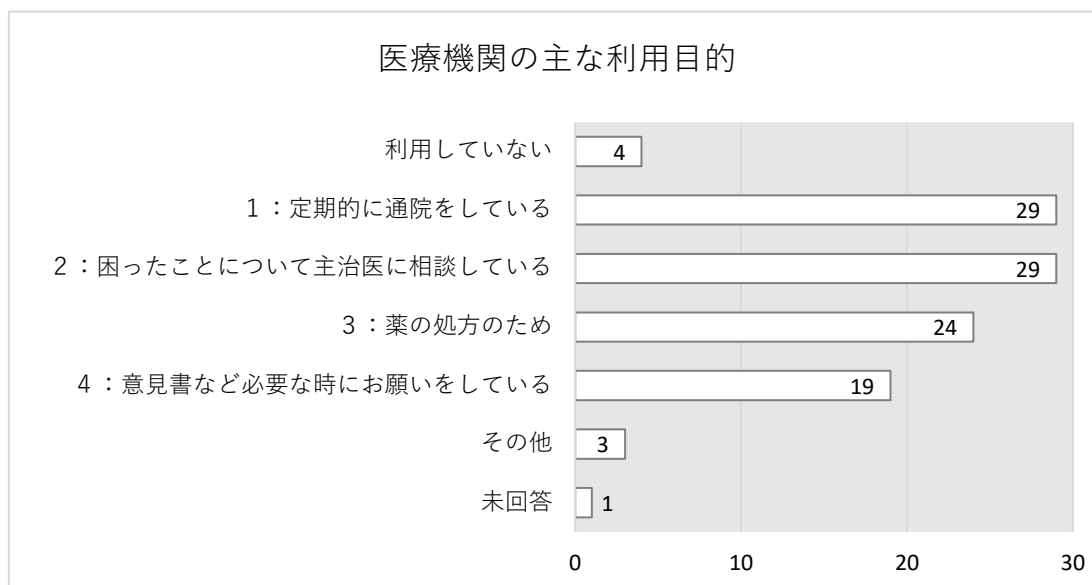 医療機関の主な利用目的
利用していない 4
1：定期的に通院をしている 29
2：困ったことについて主治医に相談している 29
3：薬の処方のため 24
4：意見書など必要な時にお願いをしている 19
その他 3
未回答 1
0 10 20 30